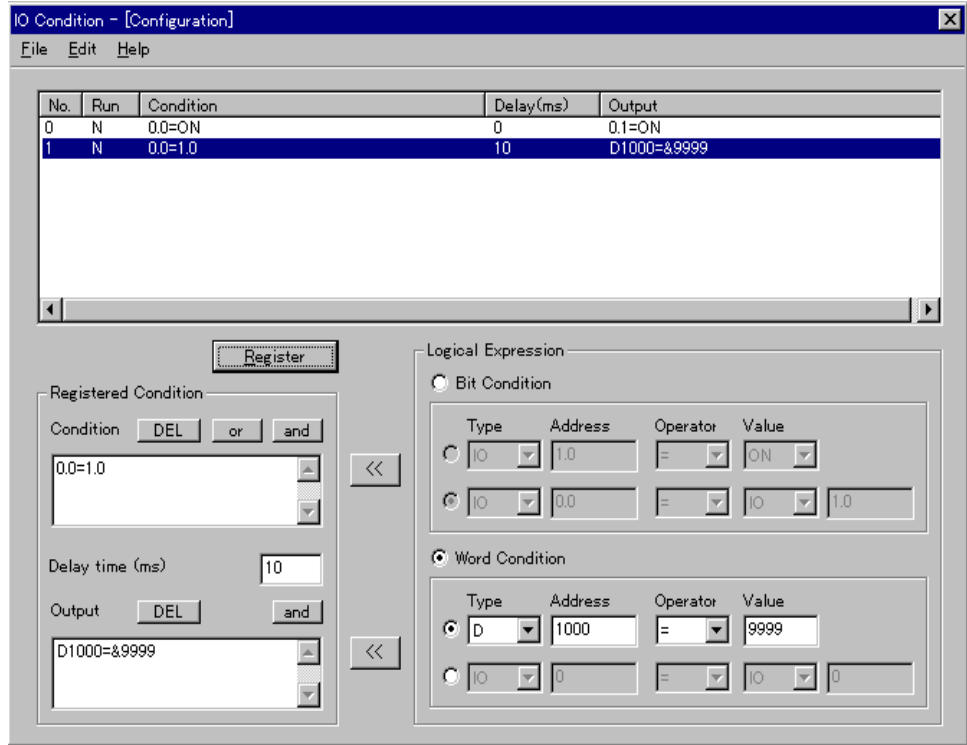 IO Condition - [Configuration]
File Edit Help
No. Run Condition Delay(ms) Output
0 N 0.0=ON 0 0.1=ON
1 N 0.0=1.0 10 D1000=&9999
Register
Registered Condition
Condition DEL or and
0.0=1.0
<<
Delay time (ms) 10
Output DEL and
D1000=&9999
<<
Logical Expression
Bit Condition
Type Address Operator Value
IO 1.0 = ON
IO 0.0 = IO 1.0
Word Condition
Type Address Operator Value
D 1000 = 9999
IO 0 = IO 0